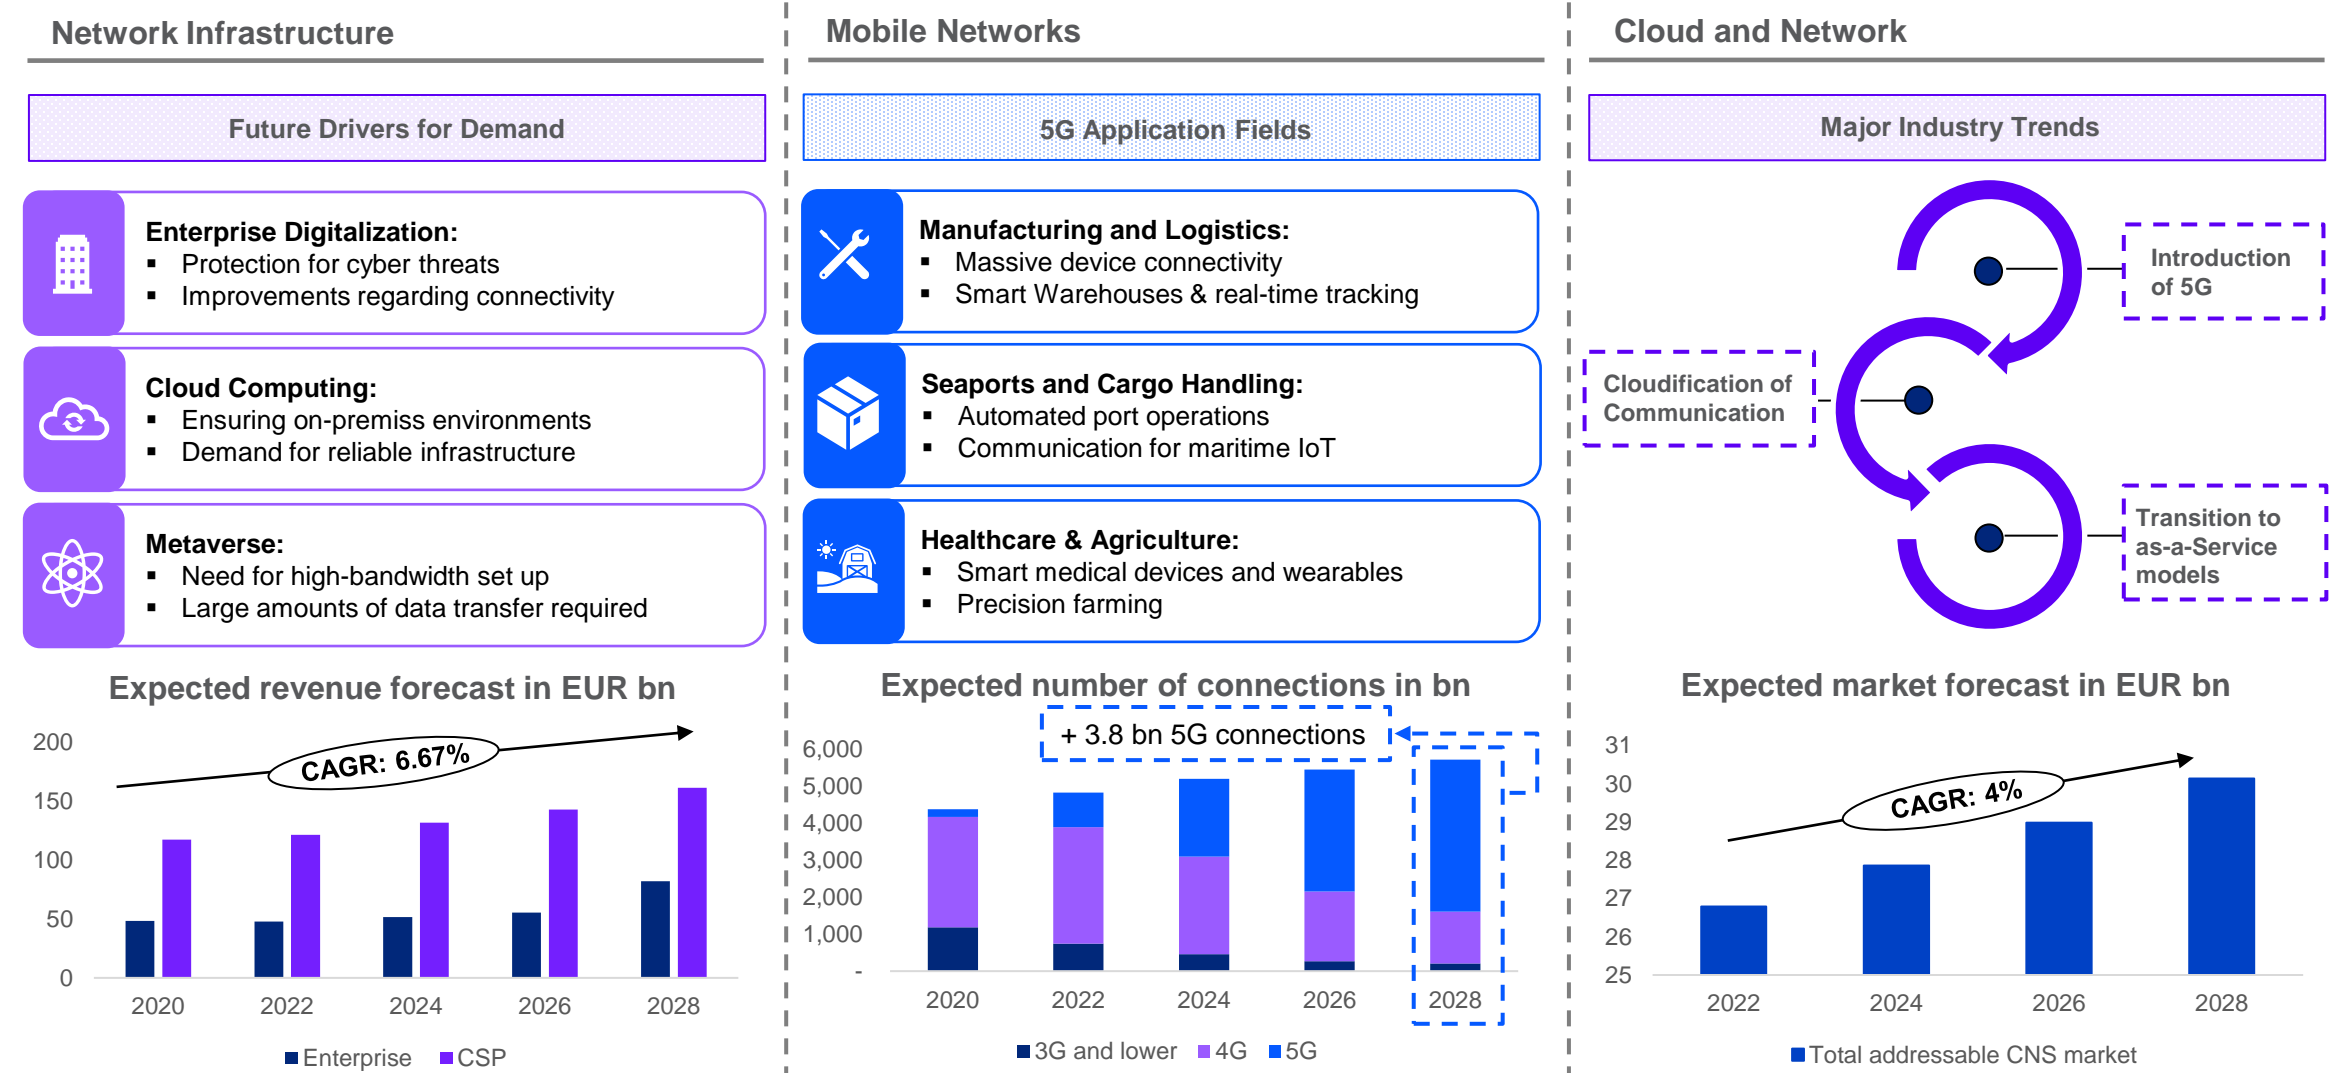 Network Infrastructure
Future Drivers for Demand
Enterprise Digitalization:
▪ Protection for cyber threats
▪ Improvements regarding connectivity
Cloud Computing:
▪ Ensuring on-premiss environments
▪ Demand for reliable infrastructure
Metaverse:
▪ Need for high-bandwidth set up
▪ Large amounts of data transfer required
Expected revenue forecast in EUR bn
CAGR: 6.67%
200
150
100
50
0
2020 2022 2024 2026 2028
Enterprise CSP
Mobile Networks
5G Application Fields
Manufacturing and Logistics:
▪ Massive device connectivity
▪ Smart Warehouses & real-time tracking
Seaports and Cargo Handling:
▪ Automated port operations
▪ Communication for maritime IoT
Healthcare & Agriculture:
▪ Smart medical devices and wearables
▪ Precision farming
Expected number of connections in bn
+ 3.8 bn 5G connections
6,000
5,000
4,000
3,000
2,000
1,000
-
2020 2022 2024 2026 2028
3G and lower 4G 5G
Cloud and Network
Major Industry Trends
Introduction
of 5G
Cloudification of
Communication
Transition to
as-a-Service
models
Expected market forecast in EUR bn
CAGR: 4%
31
30
29
28
27
26
25
2022 2024 2026 2028
Total addressable CNS market